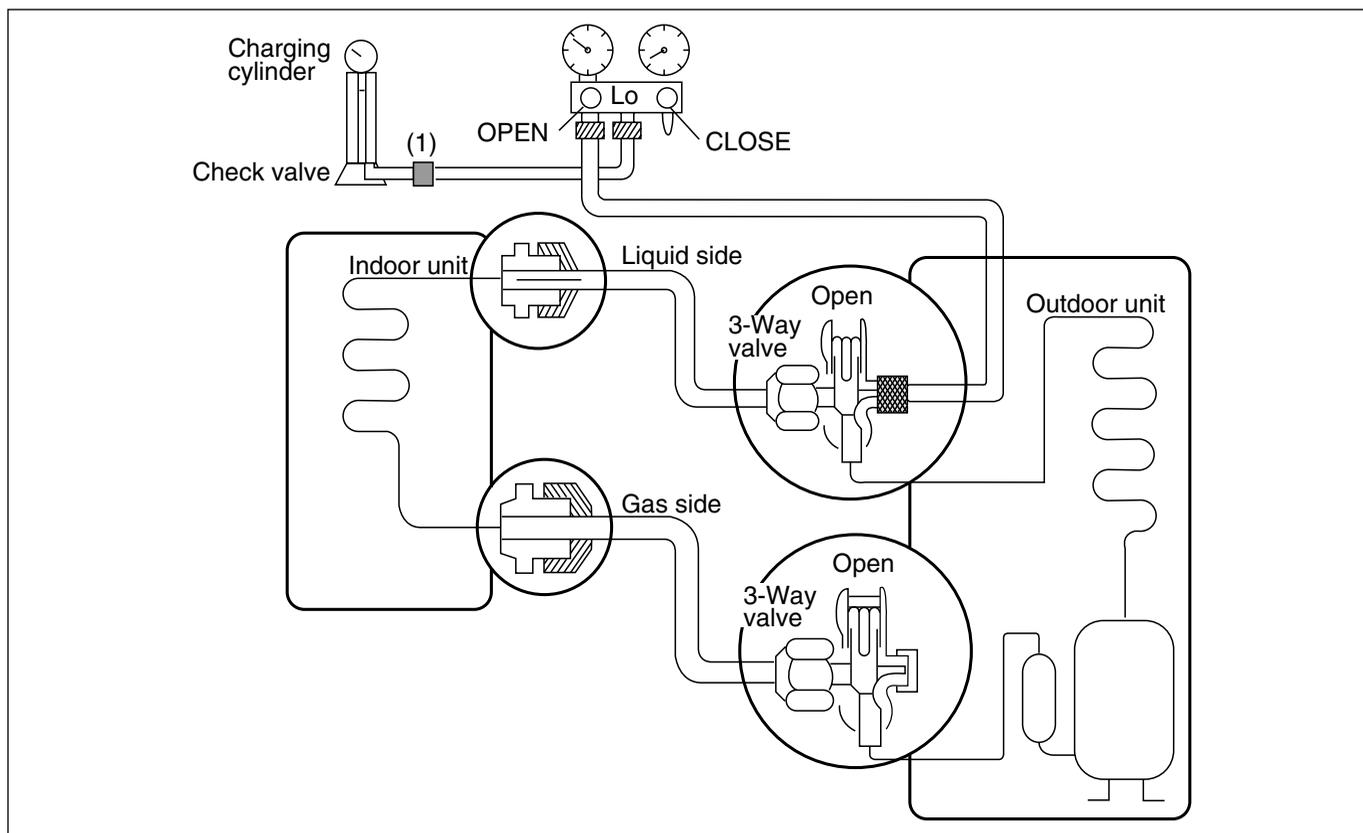 Charging
cylinder
Lo
OPEN
CLOSE
(1)
Check valve
Indoor unit
Liquid side
Open
3-Way
valve
Outdoor unit
Gas side
Open
3-Way
valve